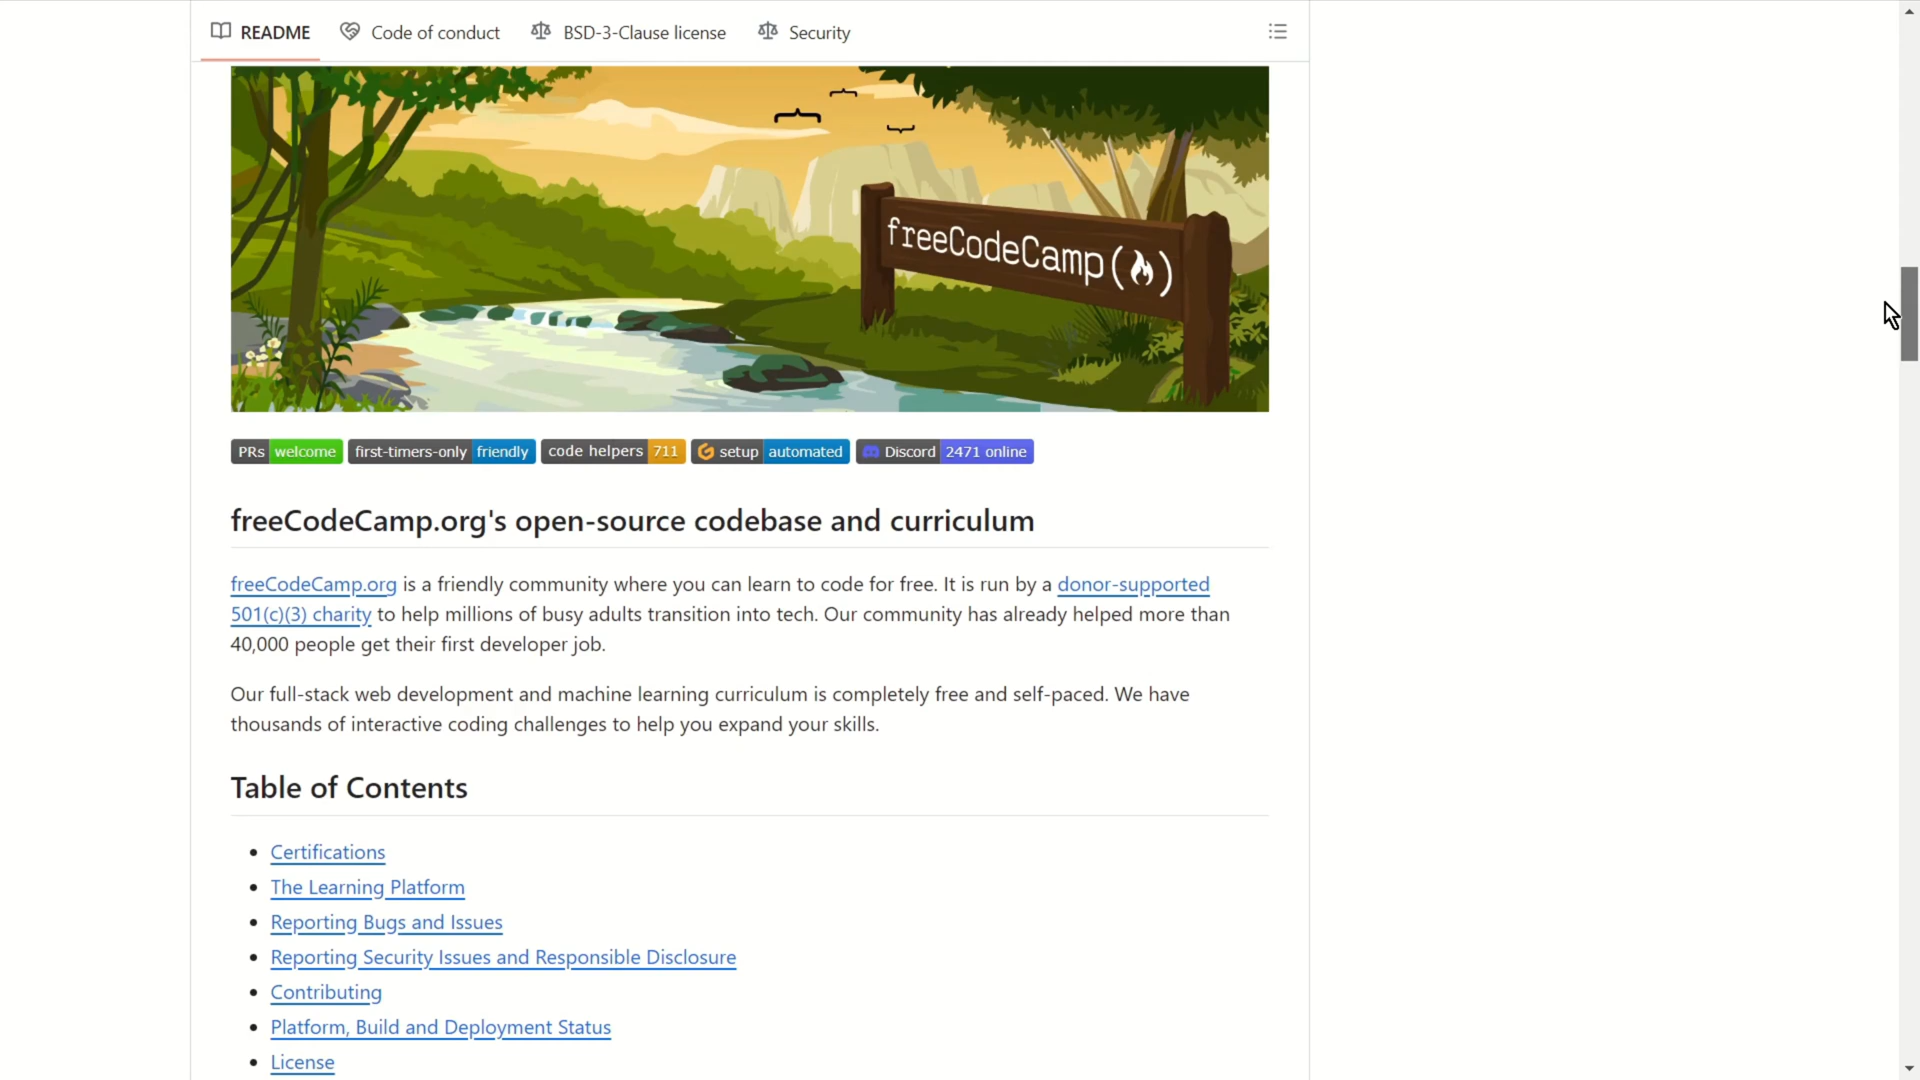 README Code of conduct BSD-3-Clause license Security
freeCodeCamp(🔥)
PRs welcome first-timers-only friendly code helpers 711 setup automated Discord 2471 online
freeCodeCamp.org's open-source codebase and curriculum
freeCodeCamp.org is a friendly community where you can learn to code for free. It is run by a donor-supported
501(c)(3) charity to help millions of busy adults transition into tech. Our community has already helped more than
40,000 people get their first developer job.
Our full-stack web development and machine learning curriculum is completely free and self-paced. We have
thousands of interactive coding challenges to help you expand your skills.
Table of Contents
• Certifications
• The Learning Platform
• Reporting Bugs and Issues
• Reporting Security Issues and Responsible Disclosure
• Contributing
• Platform, Build and Deployment Status
• License